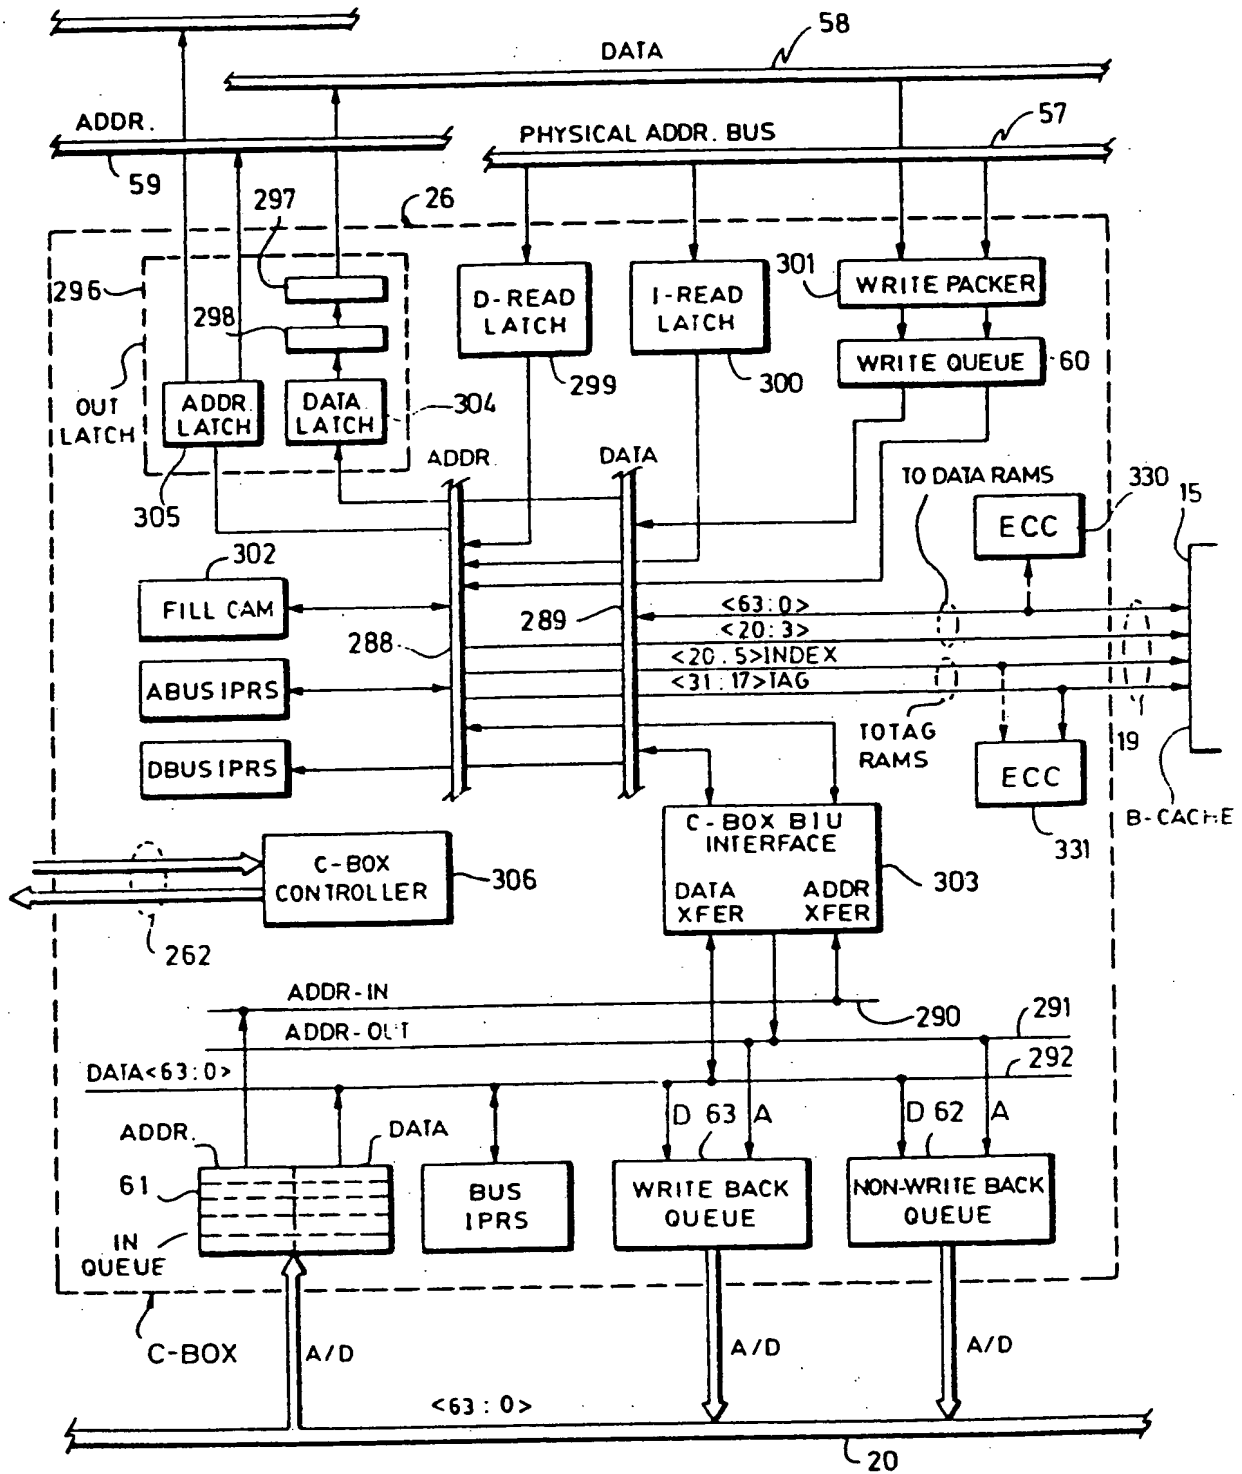 58
DATA
57
ADDR.
PHYSICAL ADDR. BUS
59
297
26
296
298
301
WRITE PACKER
D-READ
LATCH
I-READ
LATCH
WRITE QUEUE
60
299
300
OUT
LATCH
ADDR.
LATCH
DATA
LATCH
304
305
ADDR.
DATA
TO DATA RAMS
330
15
ECC
302
FILL CAM
288
289
<63:0>
<20:3>
<20.5>INDEX
<31:17>TAG
ABUS IPRS
TO TAG
RAMS
19
DBUS IPRS
ECC
331
B-CACHE
C-BOX BIU
INTERFACE
DATA
XFER
ADDR
XFER
303
C-BOX
CONTROLLER
306
262
ADDR-IN
290
ADDR-OUT
291
DATA<63:0>
292
ADDR.
DATA
D 63 A
D 62 A
61
IN
QUEUE
BUS
IPRS
WRITE BACK
QUEUE
NON-WRITE BACK
QUEUE
C-BOX
A/D
A/D
A/D
<63:0>
20